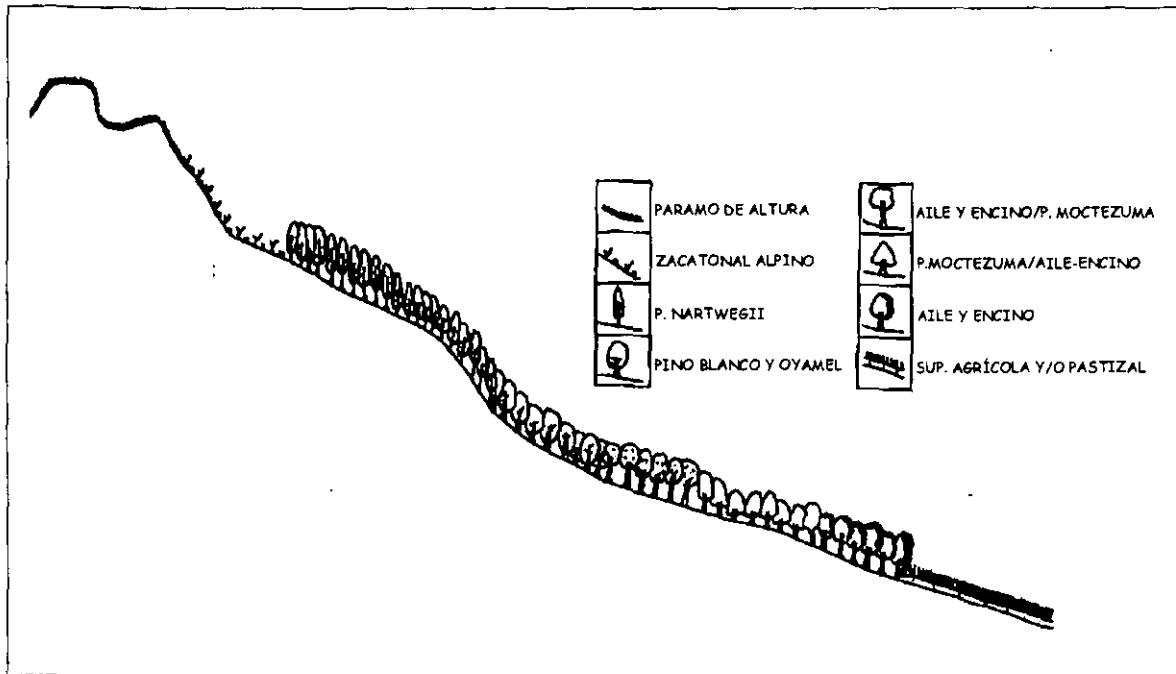 PARAMO DE ALTURA
ZACATONAL ALPINO
P. NARTWEGII
PINO BLANCO Y OYAMEL
AILE Y ENCINO/P. MOCTEZUMA
P.MOCTEZUMA/AILE-ENCINO
AILE Y ENCINO
SUP. AGRÍCOLA Y/O PASTIZAL